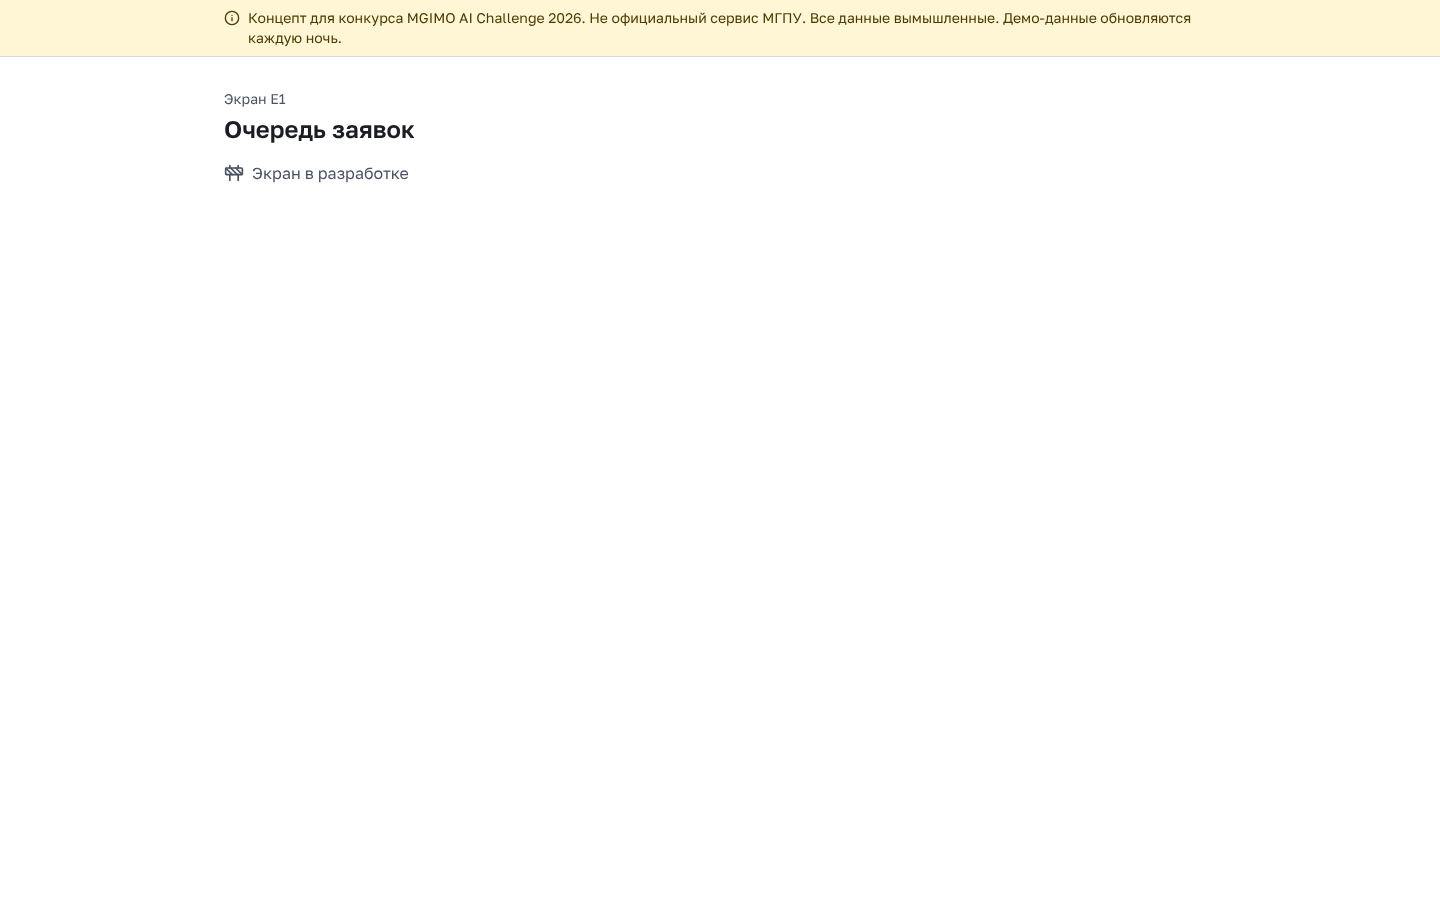 Концепт для конкурса MGIMO AI Challenge 2026. Не официальный сервис МГПУ. Все данные вымышленные. Демо-данные обновляются
каждую ночь.
Экран E1
Очередь заявок
Экран в разработке